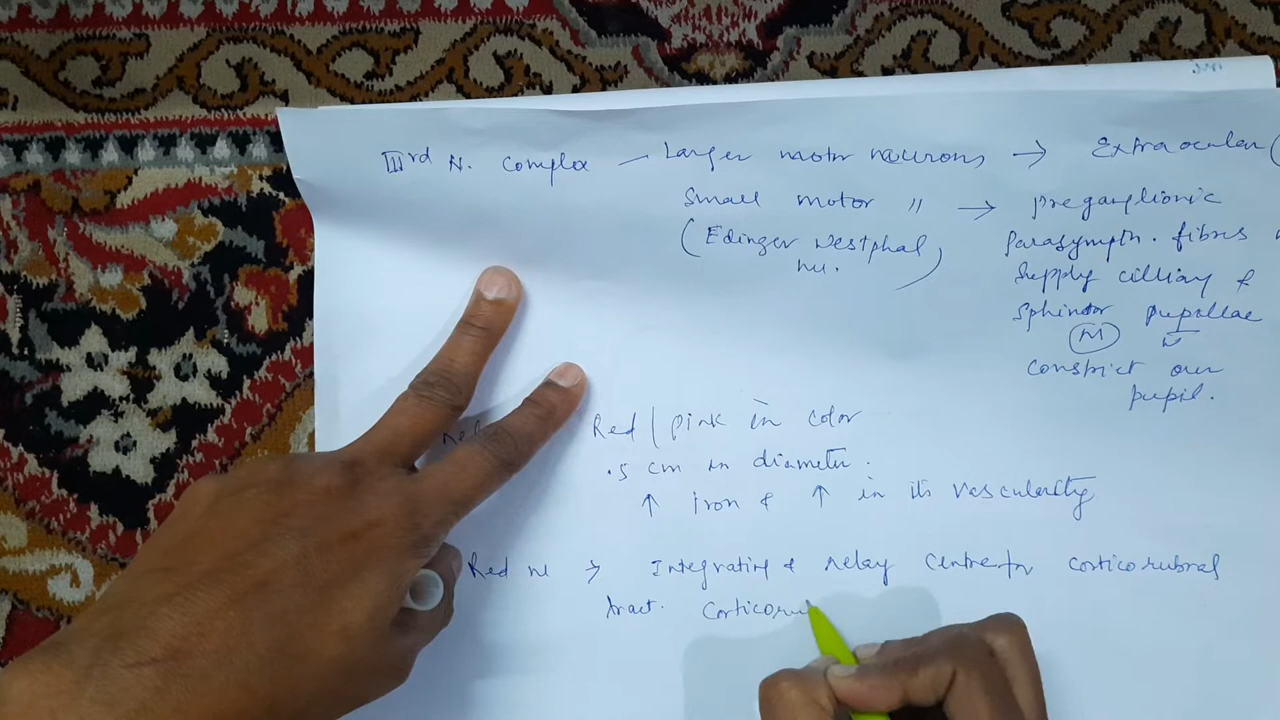 IIIrd N. Complex — Larger motor neurons → Extraocular (
Small motor " → preganglionic
(Edinger Westphal parasympth. fibres
nu.) supply cilliary &
sphinctor pupillae
(M)
constrict our
pupil.
Red / pink in color
.5 cm in diameter.
↑ iron & ↑ in its vascularity
Red nu → Integrating & relay centre for corticorubral
tract. Corticoru